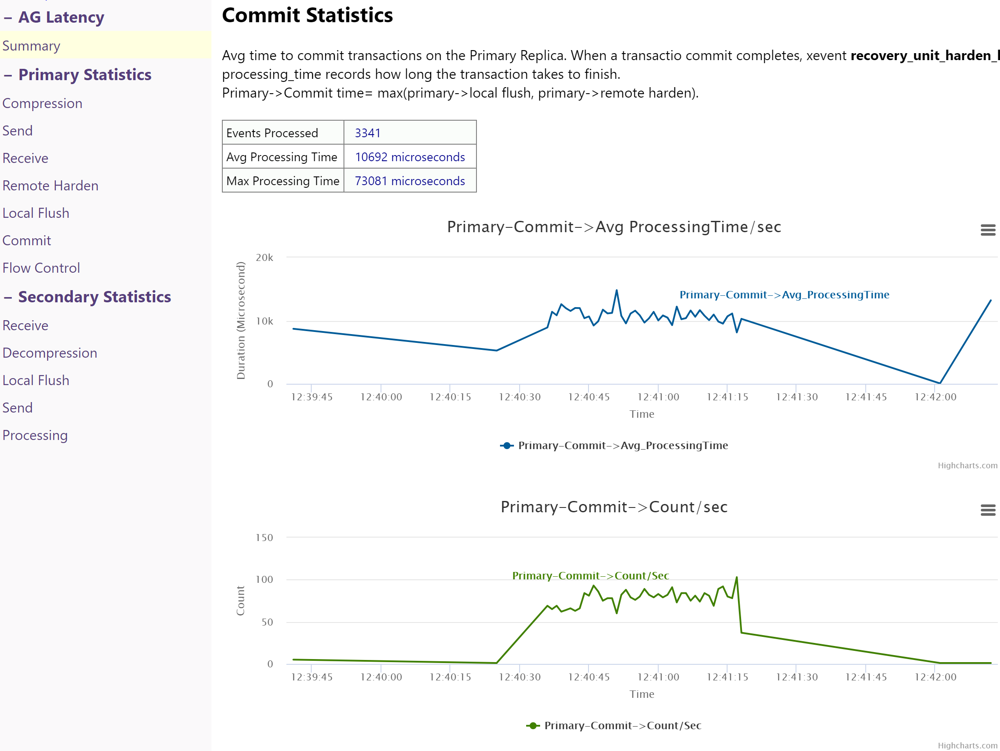 − AG Latency
Summary
− Primary Statistics
Compression
Send
Receive
Remote Harden
Local Flush
Commit
Flow Control
− Secondary Statistics
Receive
Decompression
Local Flush
Send
Processing
Commit Statistics
Avg time to commit transactions on the Primary Replica. When a transactio commit completes, xevent recovery_unit_harden_
processing_time records how long the transaction takes to finish.
Primary->Commit time= max(primary->local flush, primary->remote harden).
Events Processed 3341
Avg Processing Time 10692 microseconds
Max Processing Time 73081 microseconds
Primary-Commit->Avg ProcessingTime/sec
Duration (Microsecond)
20k
10k
0
Primary-Commit->Avg_ProcessingTime
12:39:45 12:40:00 12:40:15 12:40:30 12:40:45 12:41:00 12:41:15 12:41:30 12:41:45 12:42:00
Time
Primary-Commit->Avg_ProcessingTime
Highcharts.com
Primary-Commit->Count/sec
Count
150
100
50
0
Primary-Commit->Count/Sec
12:39:45 12:40:00 12:40:15 12:40:30 12:40:45 12:41:00 12:41:15 12:41:30 12:41:45 12:42:00
Time
Primary-Commit->Count/Sec
Highcharts.com